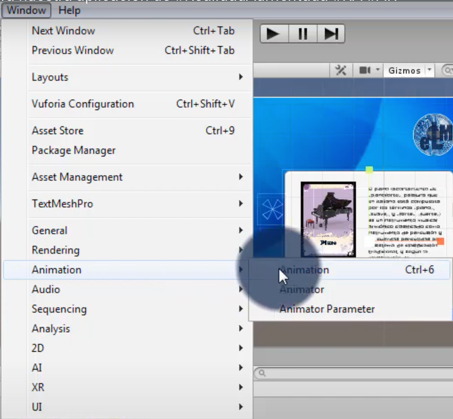 Window Help
Next Window Ctrl+Tab
Previous Window Ctrl+Shift+Tab
Layouts
Vuforia Configuration Ctrl+Shift+V
Asset Store Ctrl+9
Package Manager
Asset Management
TextMeshPro
General
Rendering
Animation
Audio
Sequencing
Analysis
2D
AI
XR
UI
Animation Ctrl+6
Animator
Animator Parameter
Gizmos
Piano